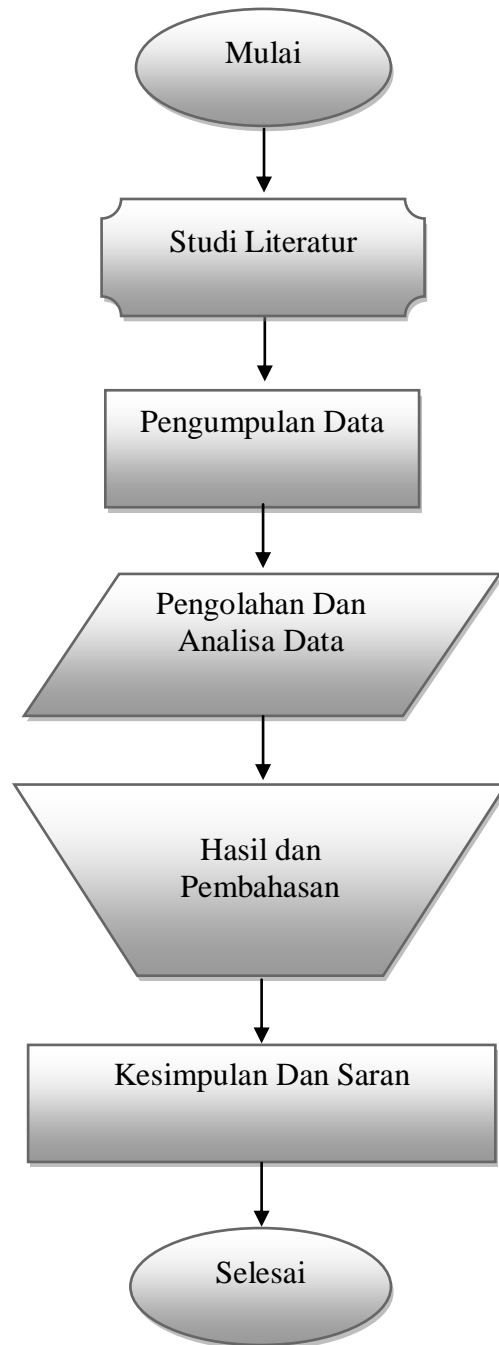 Mulai
Studi Literatur
Pengumpulan Data
Pengolahan Dan
Analisa Data
Hasil dan
Pembahasan
Kesimpulan Dan Saran
Selesai